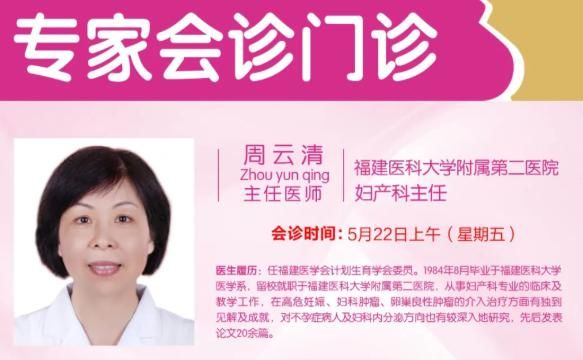 专家会诊门诊
周云清
Zhou yun qing
主任医师
福建医科大学附属第二医院
妇产科主任
会诊时间：5月22日上午（星期五）
医生履历：任福建医学会计划生育学会委员。1984年8月毕业于福建医科大学
医学系，留校就职于福建医科大学附属第二医院，从事妇产科专业的临床及
教学工作，在高危妊娠、妇科肿瘤、卵巢良性肿瘤的介入治疗方面有独到
见解及成就，对不孕症病人及妇科内分泌方向也有较深入地研究，先后发表
论文20余篇。